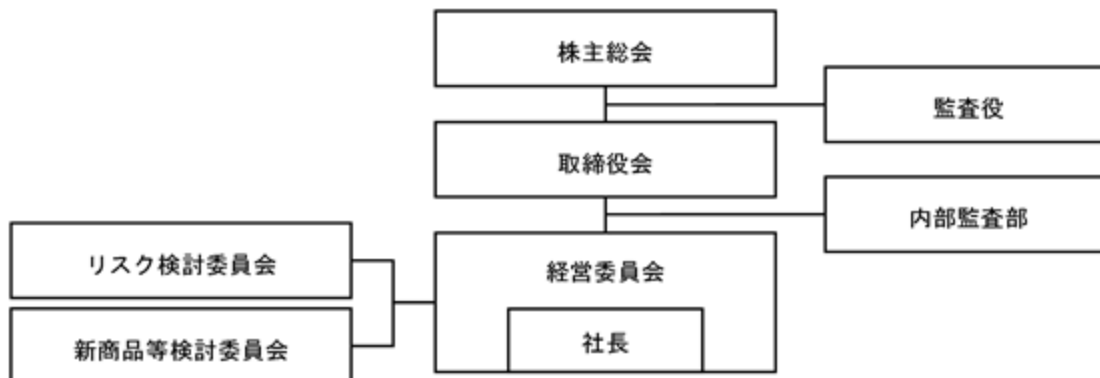 株主総会
監査役
取締役会
内部監査部
リスク検討委員会
経営委員会
新商品等検討委員会
社長